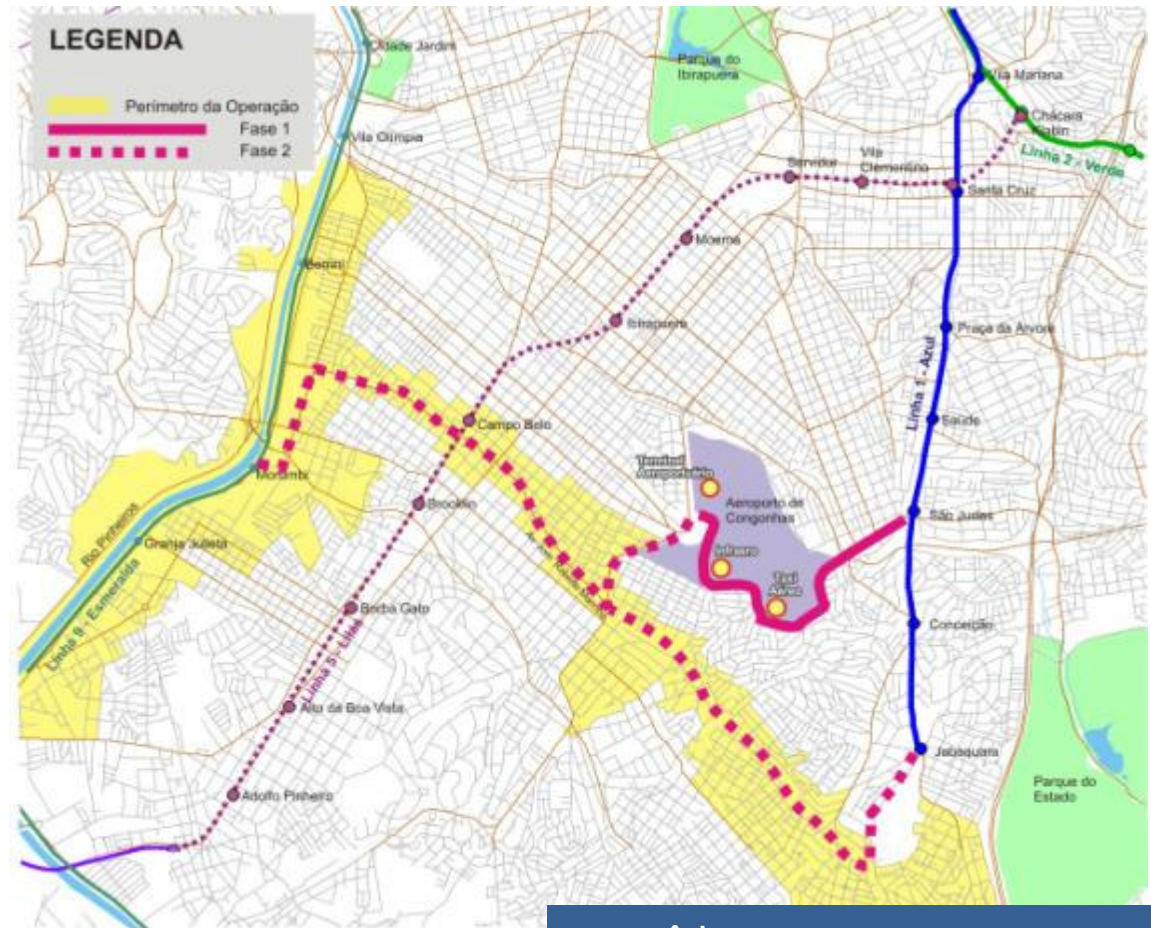 LEGENDA
Perímetro da Operação
Fase 1
Fase 2
Cidade Jardim
Parque do
Ibirapuera
Vila Mariana
Chácara
Klabin
Linha 2 - Verde
Vila Olímpia
Servidor
Vila
Clementino
Santa Cruz
Moema
Berrini
Ibirapuera
Praça da Árvore
Linha 1 - Azul
Campo Belo
Saúde
Terminal
Aeroportuário
Morumbi
Brooklin
Aeroporto de
Congonhas
São Judas
Rio Pinheiros
Granja Julieta
Infraero
Táxi
Aéreo
Linha 9 - Esmeralda
Borba Gato
Conceição
Linha 5 - Lilás
Alto da Boa Vista
Jabaquara
Adolfo Pinheiro
Parque do
Estado